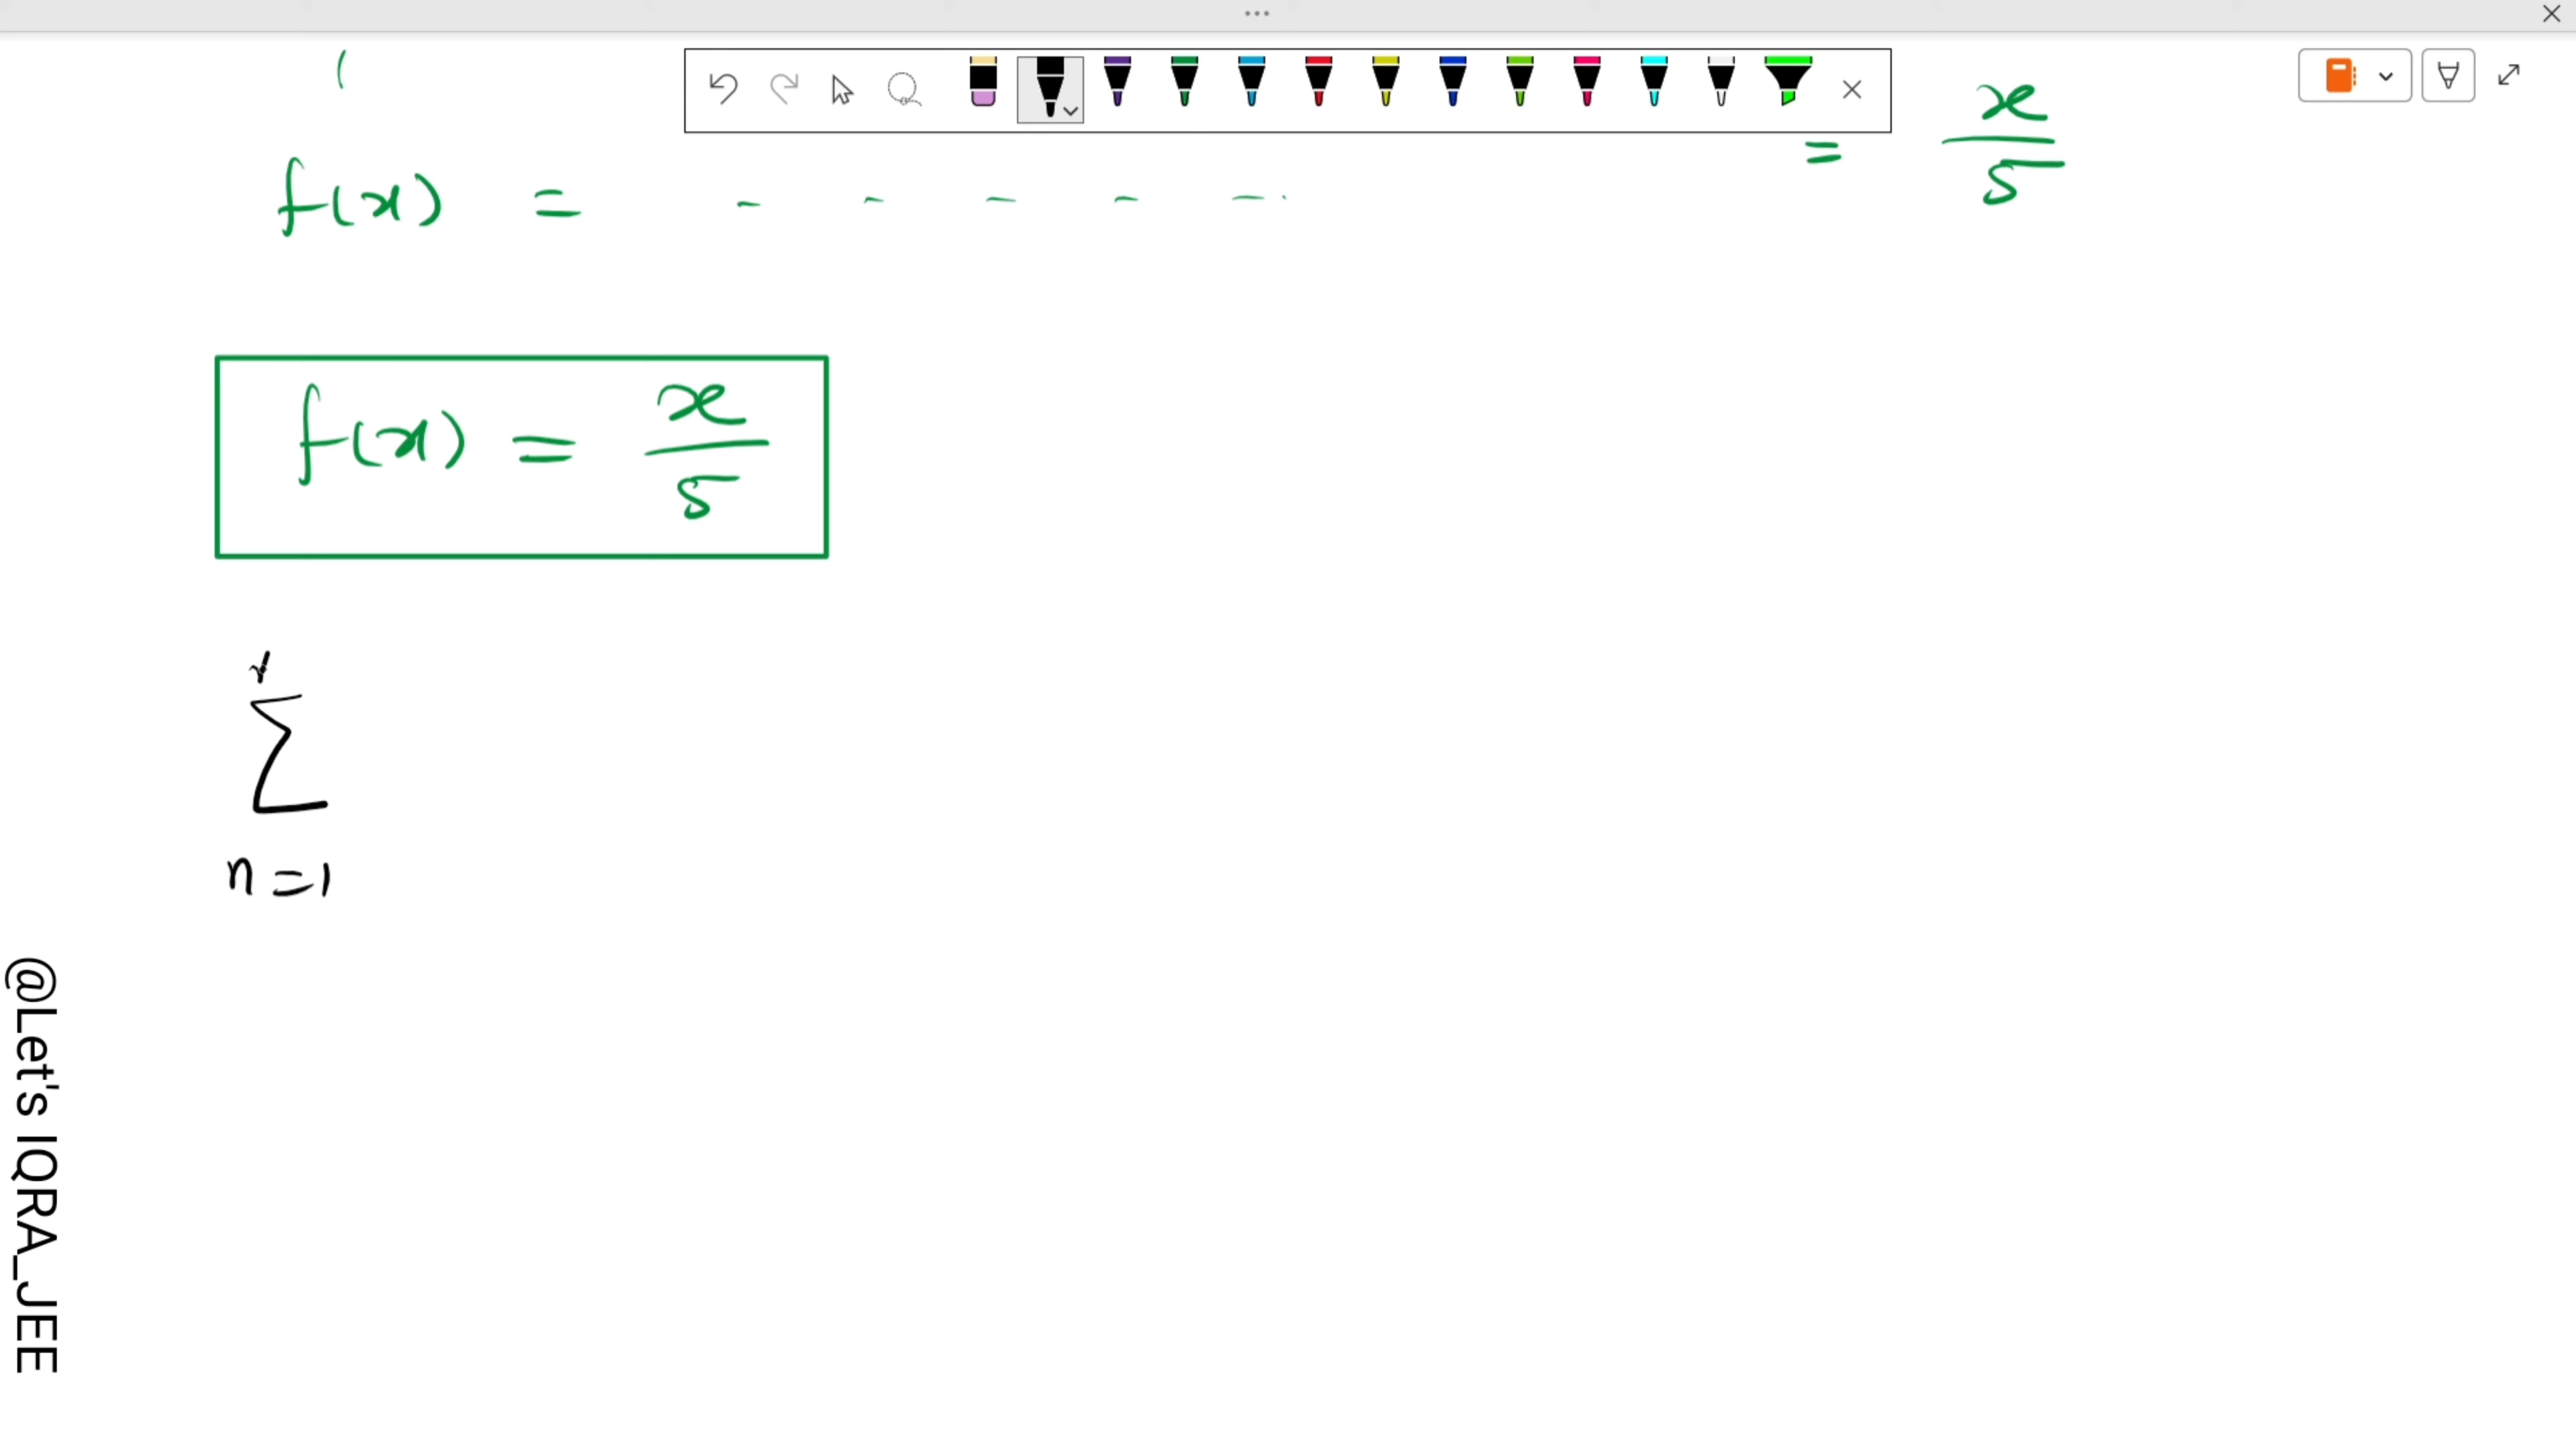 f(x) = - - - - - = x/5
f(x) = x/5
∑
n=1
@Let's IQRA_JEE